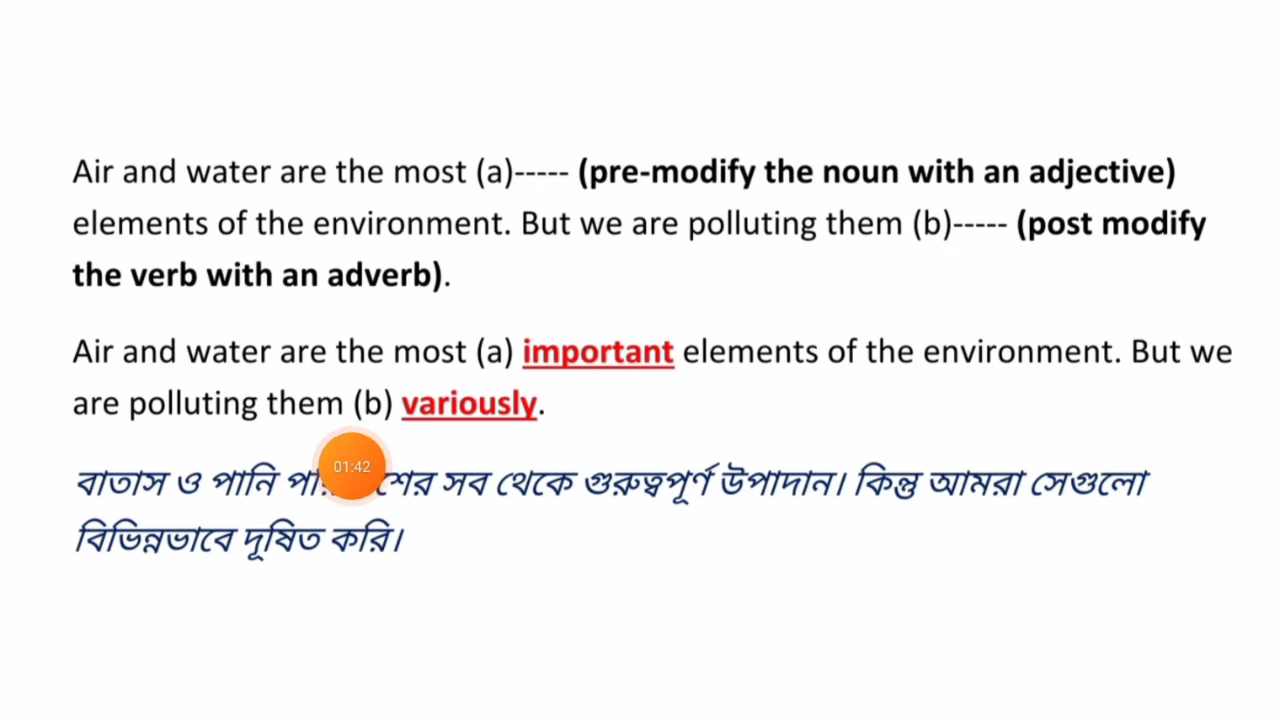 Air and water are the most (a)----- (pre-modify the noun with an adjective)
elements of the environment. But we are polluting them (b)----- (post modify
the verb with an adverb).
Air and water are the most (a) important elements of the environment. But we
are polluting them (b) variously.
01:42
বাতাস ও পানি সব থেকে গুরুত্বপূর্ণ উপাদান। কিন্তু আমরা সেগুলো
বিভিন্নভাবে দূষিত করি।